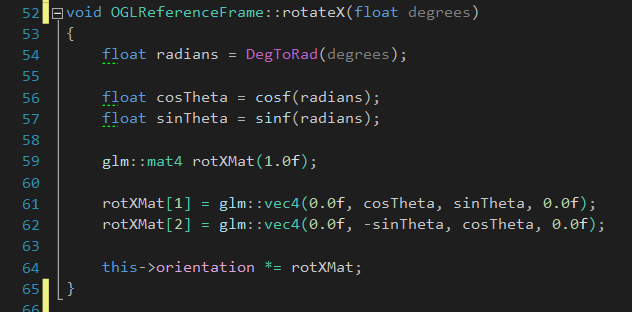 52 void OGLReferenceFrame::rotateX(float degrees)
53 {
54 float radians = DegToRad(degrees);
55
56 float cosTheta = cosf(radians);
57 float sinTheta = sinf(radians);
58
59 glm::mat4 rotXMat(1.0f);
60
61 rotXMat[1] = glm::vec4(0.0f, cosTheta, sinTheta, 0.0f);
62 rotXMat[2] = glm::vec4(0.0f, -sinTheta, cosTheta, 0.0f);
63
64 this->orientation *= rotXMat;
65 }
66